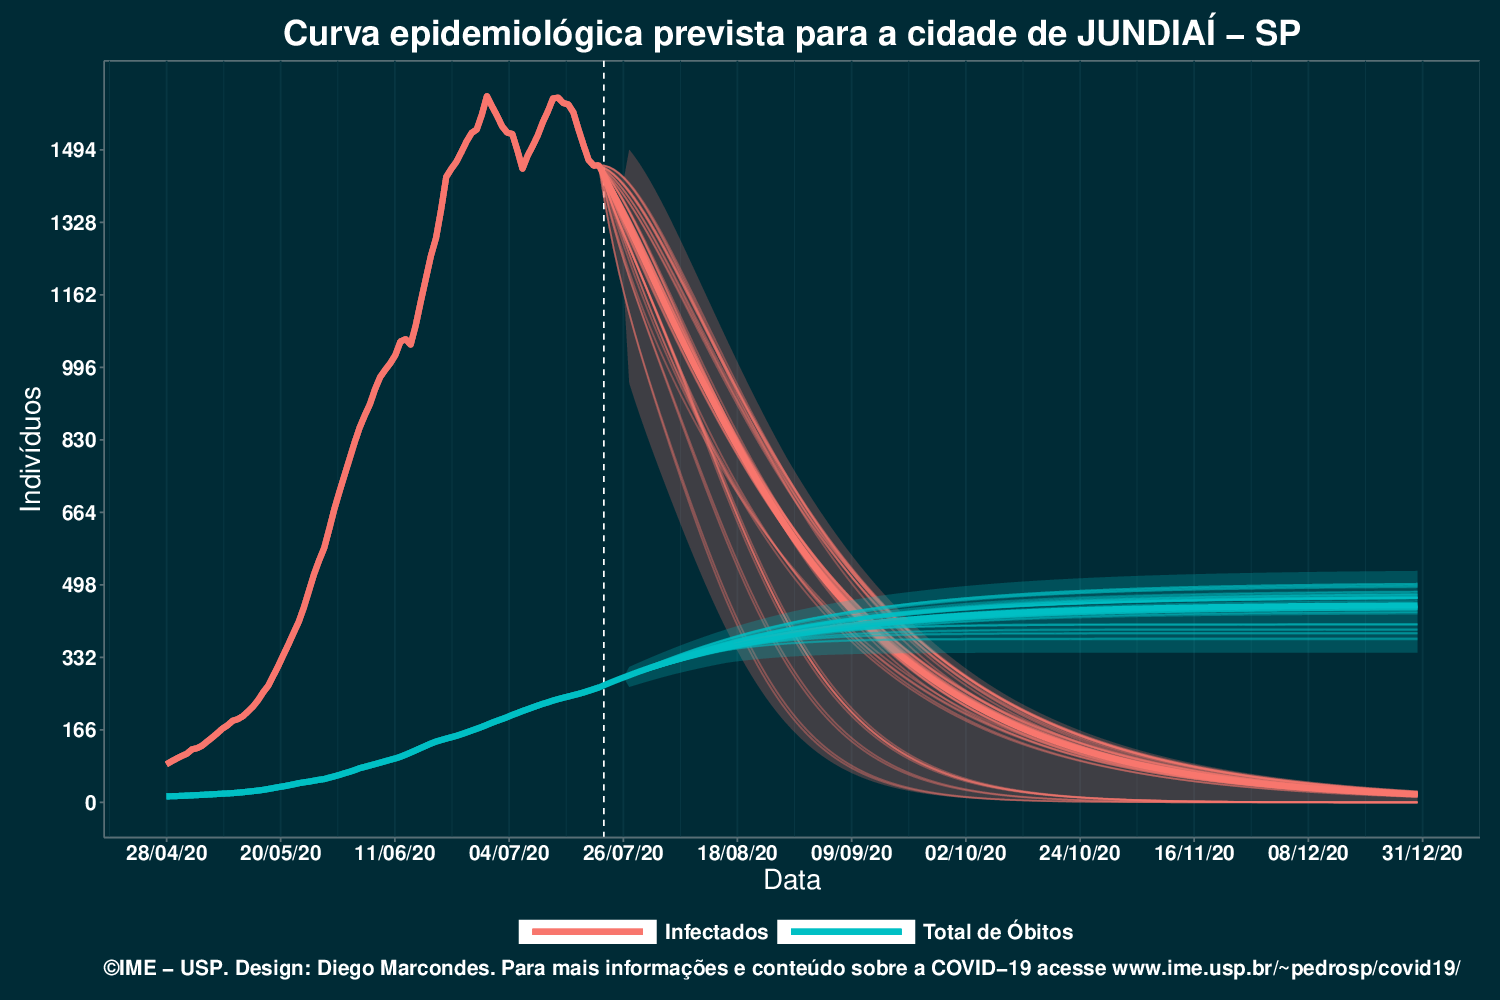 Curva epidemiológica prevista para a cidade de JUNDIAÍ – SP
Indivíduos
1494
1328
1162
996
830
664
498
332
166
0
28/04/20 20/05/20 11/06/20 04/07/20 26/07/20 18/08/20 09/09/20 02/10/20 24/10/20 16/11/20 08/12/20 31/12/20
Data
Infectados Total de Óbitos
©IME – USP. Design: Diego Marcondes. Para mais informações e conteúdo sobre a COVID–19 acesse www.ime.usp.br/~pedrosp/covid19/